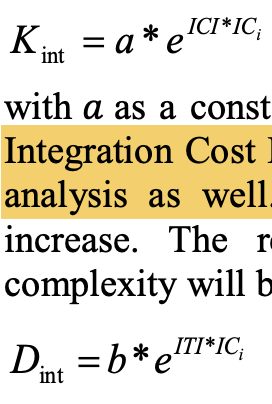 K_int = a * e^{ICI*IC_i}
with a as a const
Integration Cost
analysis as well.
increase. The
complexity will b
D_int = b * e^{ITI*IC_i}